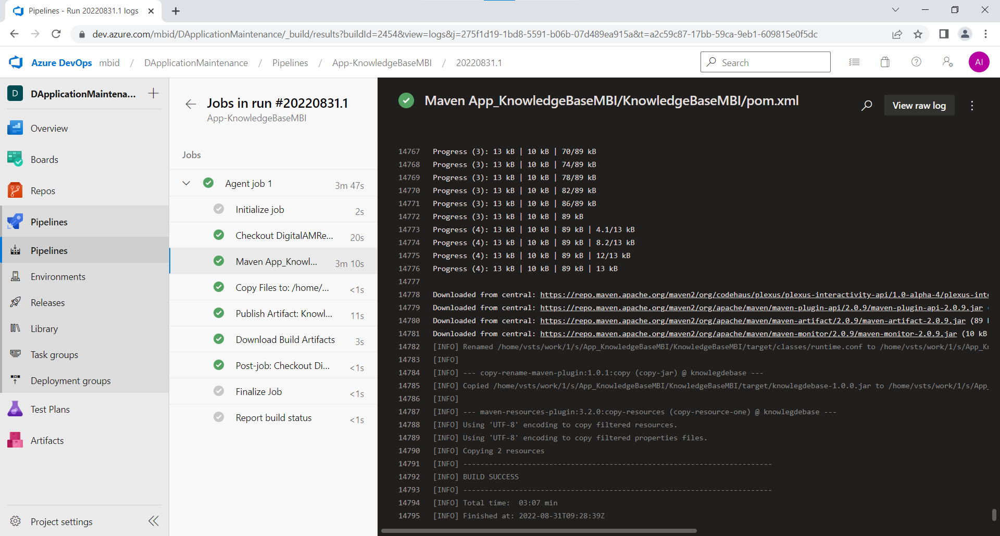 Pipelines - Run 20220831.1 logs
dev.azure.com/mbid/DApplicationMaintenance/_build/results?buildId=2454&view=logs&j=275f1d19-1bd8-5591-b06b-07d489ea915a&t=a2c59c87-17bb-59ca-9eb1-609815e0f5dc
Azure DevOps mbid / DApplicationMaintenance / Pipelines / App-KnowledgeBaseMBI / 20220831.1
Search
AI
D DApplicationMaintena...
Overview
Boards
Repos
Pipelines
Pipelines
Environments
Releases
Library
Task groups
Deployment groups
Test Plans
Artifacts
Project settings
Jobs in run #20220831.1
App-KnowledgeBaseMBI
Jobs
Agent job 1 3m 47s
Initialize job 2s
Checkout DigitalAMRe... 20s
Maven App_Knowl... 3m 10s
Copy Files to: /home/... <1s
Publish Artifact: Knowl... 11s
Download Build Artifacts 3s
Post-job: Checkout Di... <1s
Finalize Job <1s
Report build status <1s
Maven App_KnowledgeBaseMBI/KnowledgeBaseMBI/pom.xml
View raw log
14767 Progress (3): 13 kB | 10 kB | 70/89 kB
14768 Progress (3): 13 kB | 10 kB | 74/89 kB
14769 Progress (3): 13 kB | 10 kB | 78/89 kB
14770 Progress (3): 13 kB | 10 kB | 82/89 kB
14771 Progress (3): 13 kB | 10 kB | 86/89 kB
14772 Progress (3): 13 kB | 10 kB | 89 kB
14773 Progress (4): 13 kB | 10 kB | 89 kB | 4.1/13 kB
14774 Progress (4): 13 kB | 10 kB | 89 kB | 8.2/13 kB
14775 Progress (4): 13 kB | 10 kB | 89 kB | 12/13 kB
14776 Progress (4): 13 kB | 10 kB | 89 kB | 13 kB
14777
14778 Downloaded from central: https://repo.maven.apache.org/maven2/org/codehaus/plexus/plexus-interactivity-api/1.0-alpha-4/plexus-inte
14779 Downloaded from central: https://repo.maven.apache.org/maven2/org/apache/maven/maven-plugin-api/2.0.9/maven-plugin-api-2.0.9.jar
14780 Downloaded from central: https://repo.maven.apache.org/maven2/org/apache/maven/maven-artifact/2.0.9/maven-artifact-2.0.9.jar (89
14781 Downloaded from central: https://repo.maven.apache.org/maven2/org/apache/maven/maven-monitor/2.0.9/maven-monitor-2.0.9.jar (10 kB
14782 [INFO] Renamed /home/vsts/work/1/s/App_KnowledgeBaseMBI/KnowledgeBaseMBI/target/classes/runtime.conf to /home/vsts/work/1/s/App_Kn
14783 [INFO]
14784 [INFO] --- copy-rename-maven-plugin:1.0.1:copy (copy-jar) @ knowlegdebase ---
14785 [INFO] Copied /home/vsts/work/1/s/App_KnowledgeBaseMBI/KnowledgeBaseMBI/target/knowlegdebase-1.0.0.jar to /home/vsts/work/1/s/App_
14786 [INFO]
14787 [INFO] --- maven-resources-plugin:3.2.0:copy-resources (copy-resource-one) @ knowlegdebase ---
14788 [INFO] Using 'UTF-8' encoding to copy filtered resources.
14789 [INFO] Using 'UTF-8' encoding to copy filtered properties files.
14790 [INFO] Copying 2 resources
14791 [INFO] ------------------------------------------------------------------------
14792 [INFO] BUILD SUCCESS
14793 [INFO] ------------------------------------------------------------------------
14794 [INFO] Total time:  03:07 min
14795 [INFO] Finished at: 2022-08-31T09:28:39Z